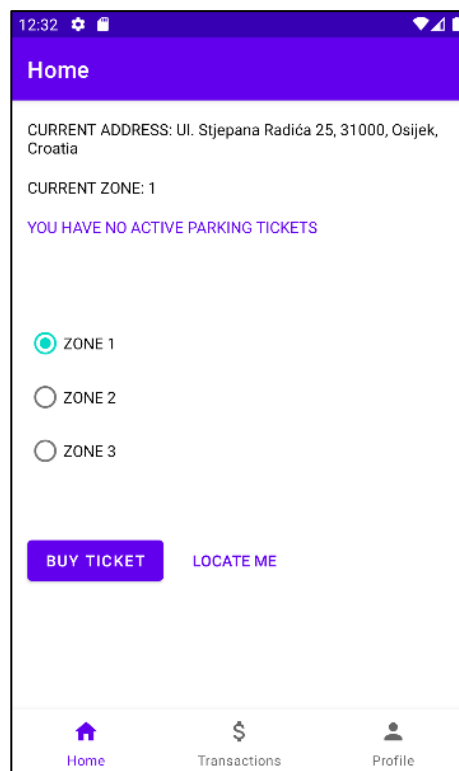 12:32
Home
CURRENT ADDRESS: Ul. Stjepana Radića 25, 31000, Osijek,
Croatia
CURRENT ZONE: 1
YOU HAVE NO ACTIVE PARKING TICKETS
ZONE 1
ZONE 2
ZONE 3
BUY TICKET LOCATE ME
Home Transactions Profile